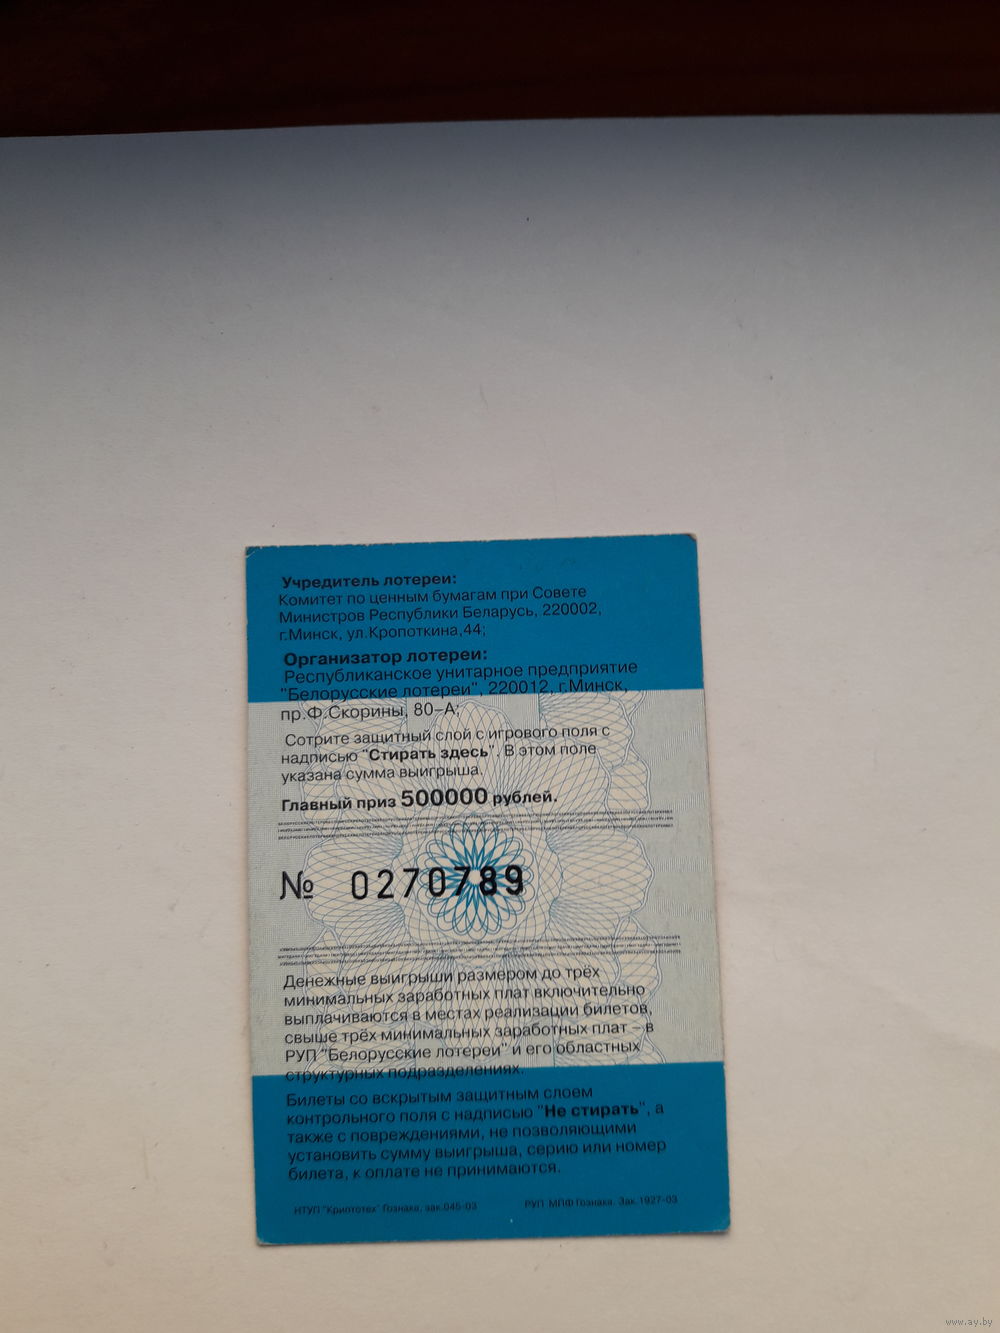 Учредитель лотереи:
Комитет по ценным бумагам при Совете
Министров Республики Беларусь, 220002,
г.Минск, ул.Кропоткина,44;
Организатор лотереи:
Республиканское унитарное предприятие
"Белорусские лотереи", 220012, г.Минск,
пр.Ф.Скорины, 80-А;
Сотрите защитный слой с игрового поля с
надписью "Стирать здесь". В этом поле
указана сумма выигрыша.
Главный приз 500000 рублей.
№ 0270789
Денежные выигрыши размером до трёх
минимальных заработных плат включительно
выплачиваются в местах реализации билетов,
свыше трёх минимальных заработных плат – в
РУП "Белорусские лотереи" и его областных
структурных подразделениях.
Билеты со вскрытым защитным слоем
контрольного поля с надписью "Не стирать", а
также с повреждениями, не позволяющими
установить сумму выигрыша, серию или номер
билета, к оплате не принимаются.
НТУП "Криптотех" Гознака, зак.045-03 РУП МПФ Гознака. Зак.1927-03
www.ay.by